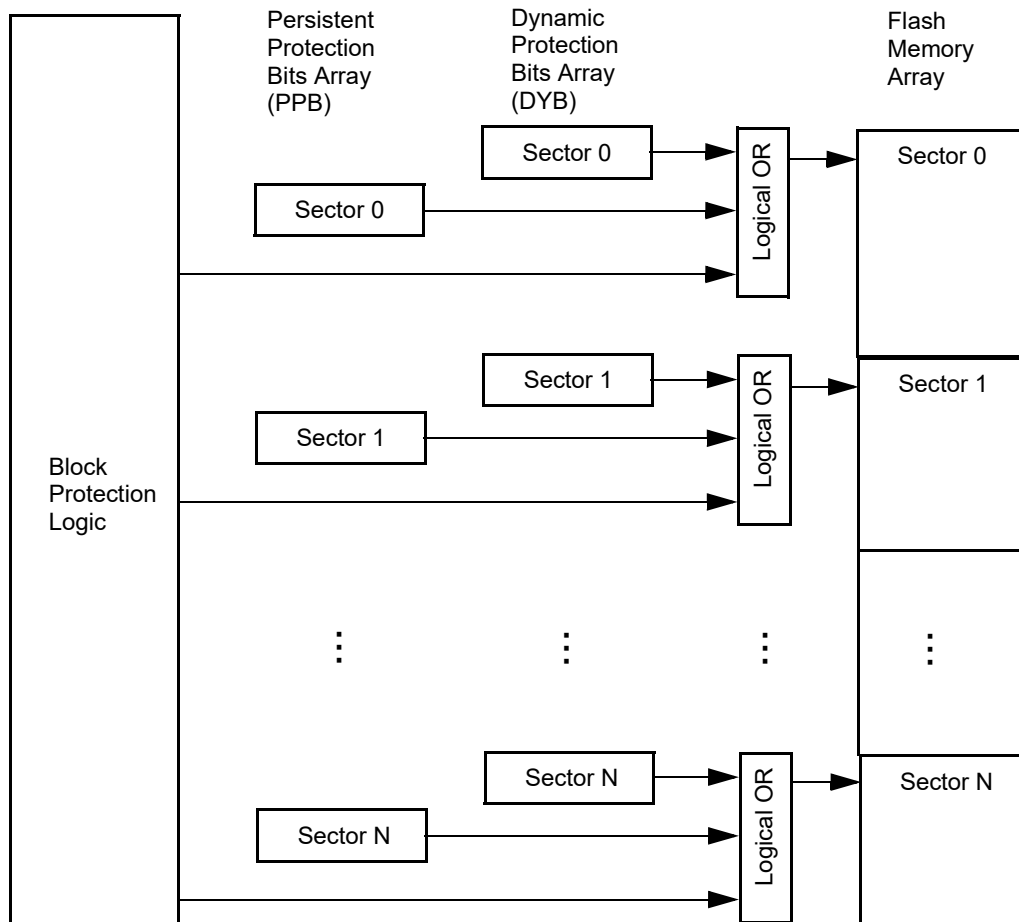 Persistent
Protection
Bits Array
(PPB)
Dynamic
Protection
Bits Array
(DYB)
Flash
Memory
Array
Sector 0
Sector 0
Logical OR
Sector 0
Sector 1
Sector 1
Logical OR
Sector 1
Block
Protection
Logic
...
...
...
...
Sector N
Sector N
Logical OR
Sector N